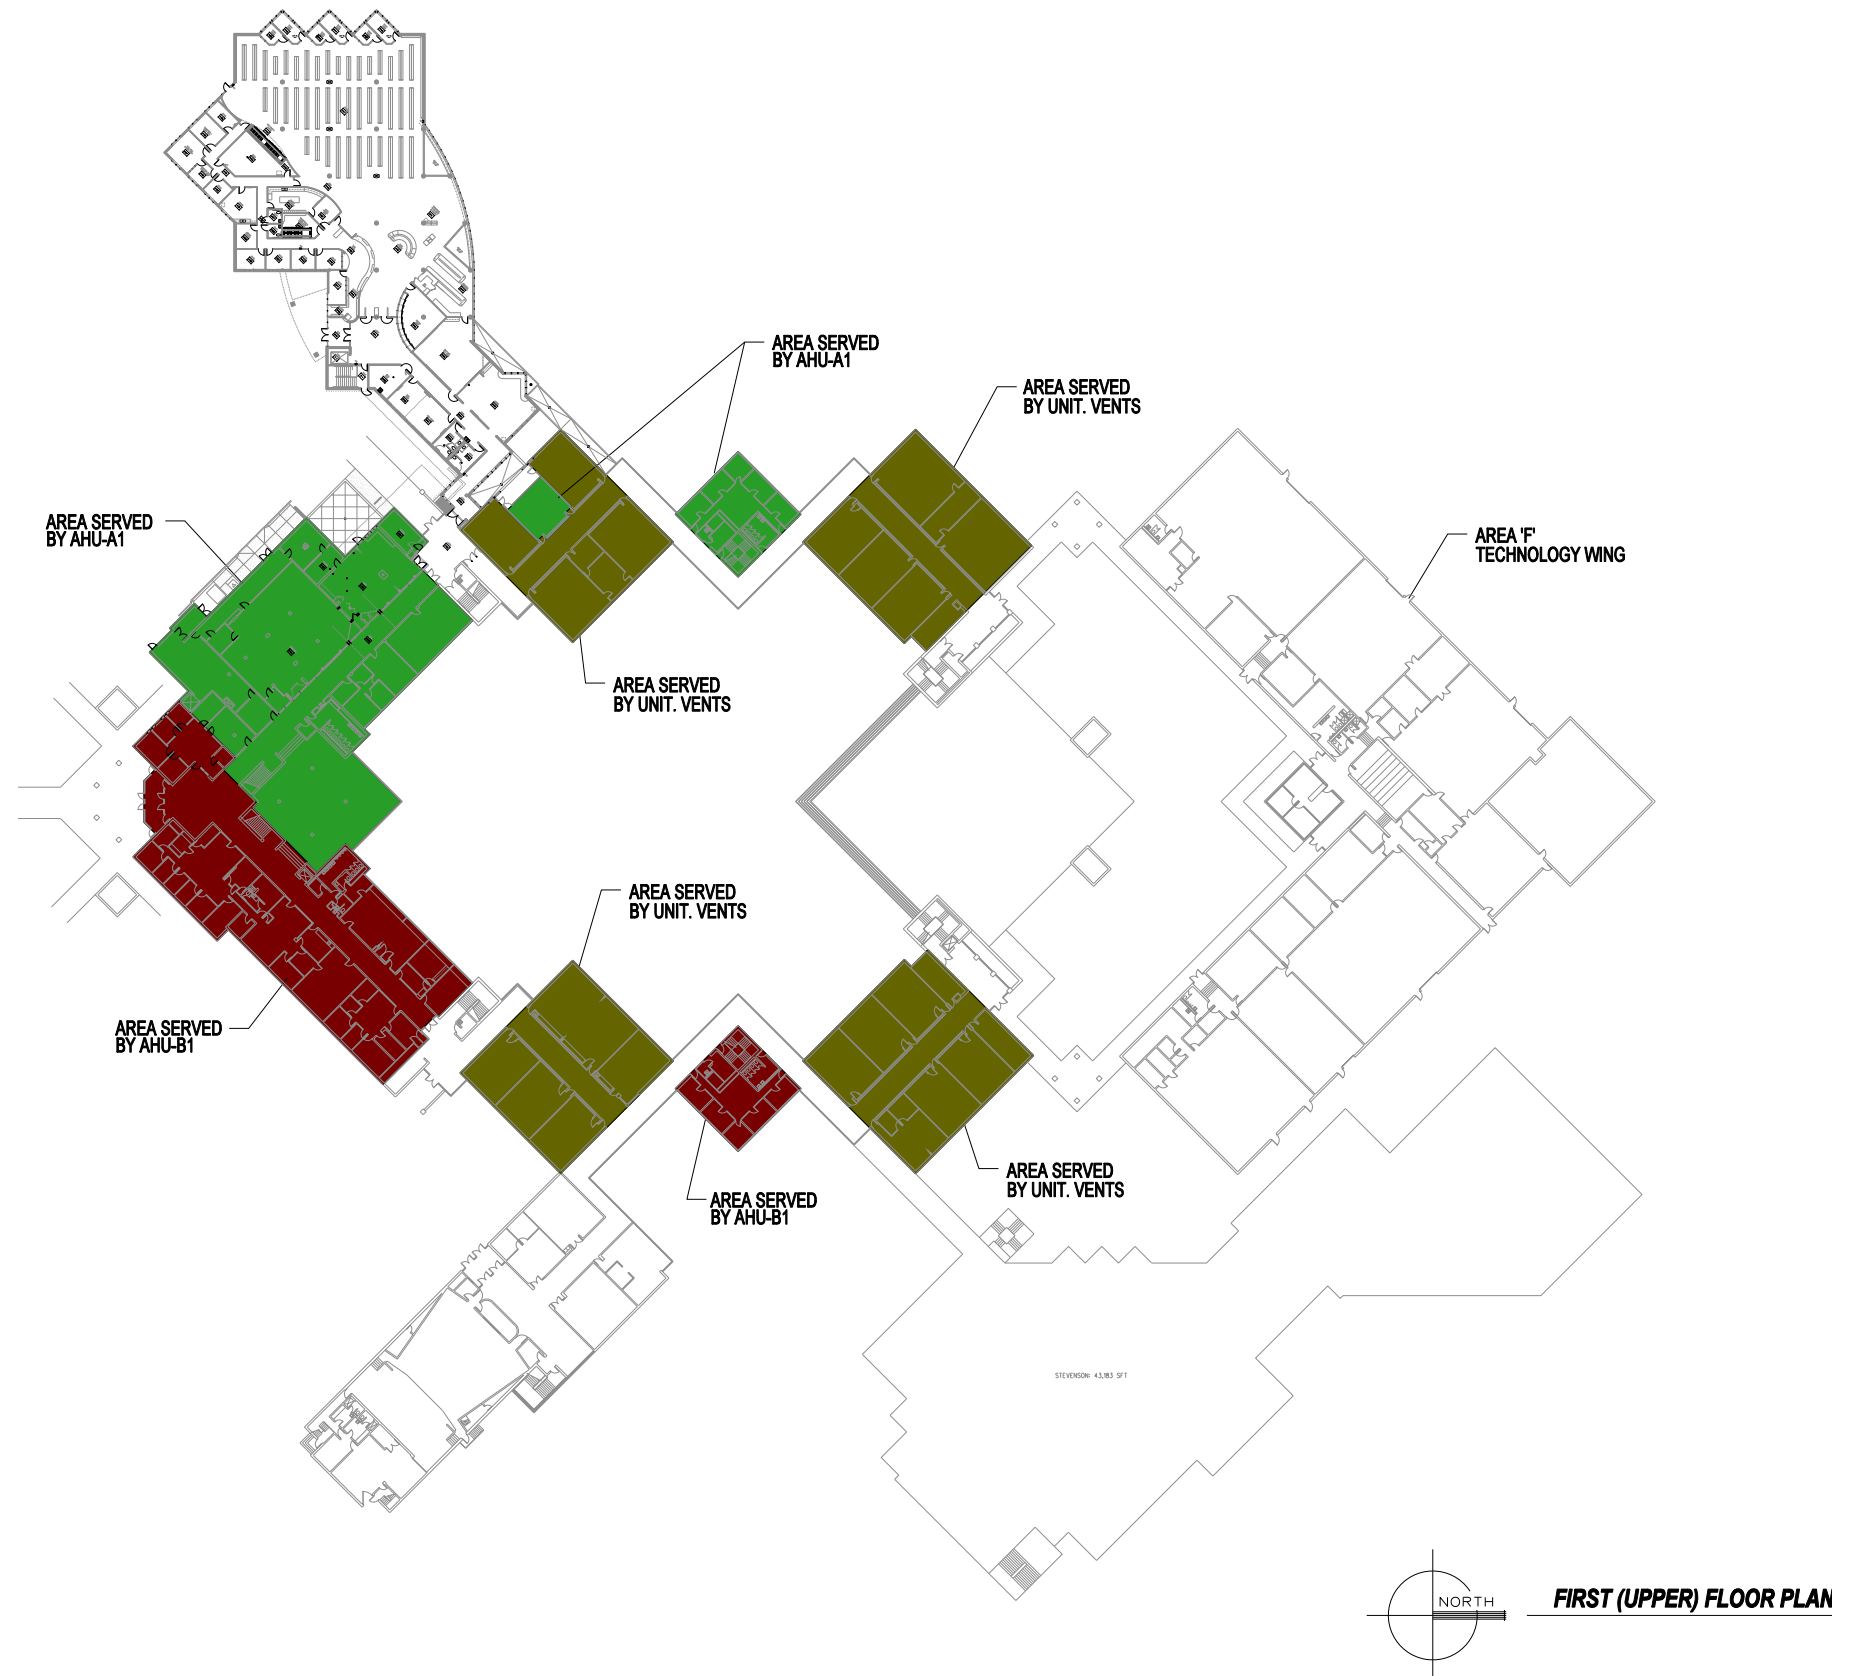 AREA SERVED
BY AHU-A1
AREA SERVED
BY UNIT. VENTS
AREA SERVED
BY AHU-A1
AREA 'F'
TECHNOLOGY WING
AREA SERVED
BY UNIT. VENTS
AREA SERVED
BY UNIT. VENTS
AREA SERVED
BY AHU-B1
AREA SERVED
BY UNIT. VENTS
AREA SERVED
BY AHU-B1
STEVENSON: 43,183 SFT
NORTH
FIRST (UPPER) FLOOR PLAN